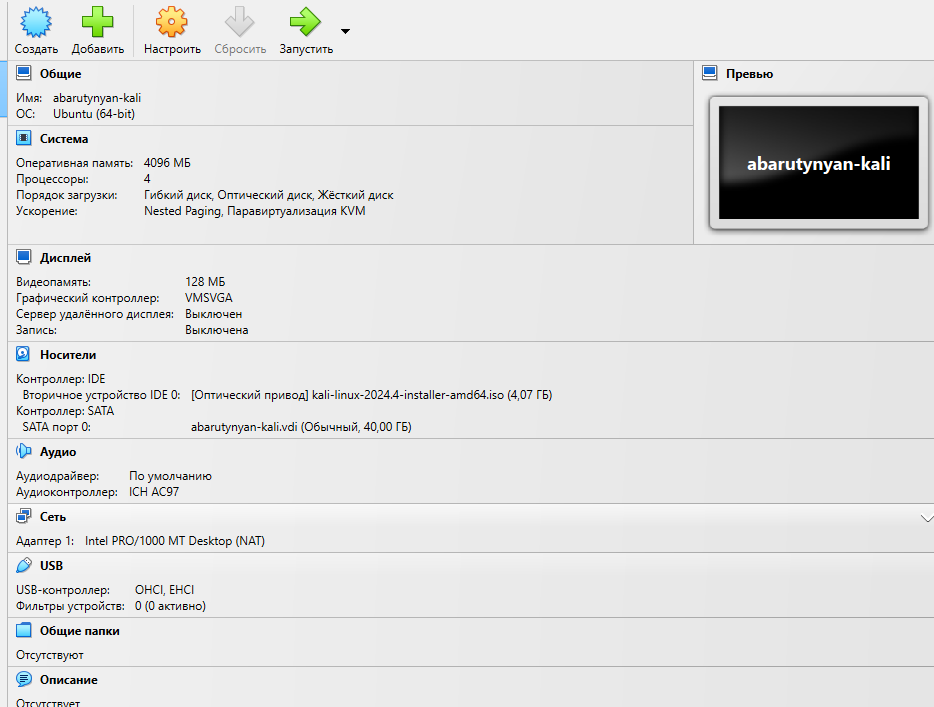 Создать Добавить Настроить Сбросить Запустить
Общие
Имя: abarutynyan-kali
ОС: Ubuntu (64-bit)
Превью
abarutynyan-kali
Система
Оперативная память: 4096 МБ
Процессоры: 4
Порядок загрузки: Гибкий диск, Оптический диск, Жёсткий диск
Ускорение: Nested Paging, Паравиртуализация KVM
Дисплей
Видеопамять: 128 МБ
Графический контроллер: VMSVGA
Сервер удалённого дисплея: Выключен
Запись: Выключена
Носители
Контроллер: IDE
Вторичное устройство IDE 0: [Оптический привод] kali-linux-2024.4-installer-amd64.iso (4,07 ГБ)
Контроллер: SATA
SATA порт 0: abarutynyan-kali.vdi (Обычный, 40,00 ГБ)
Аудио
Аудиодрайвер: По умолчанию
Аудиоконтроллер: ICH AC97
Сеть
Адаптер 1: Intel PRO/1000 MT Desktop (NAT)
USB
USB-контроллер: OHCI, EHCI
Фильтры устройств: 0 (0 активно)
Общие папки
Отсутствуют
Описание
Отсутствует